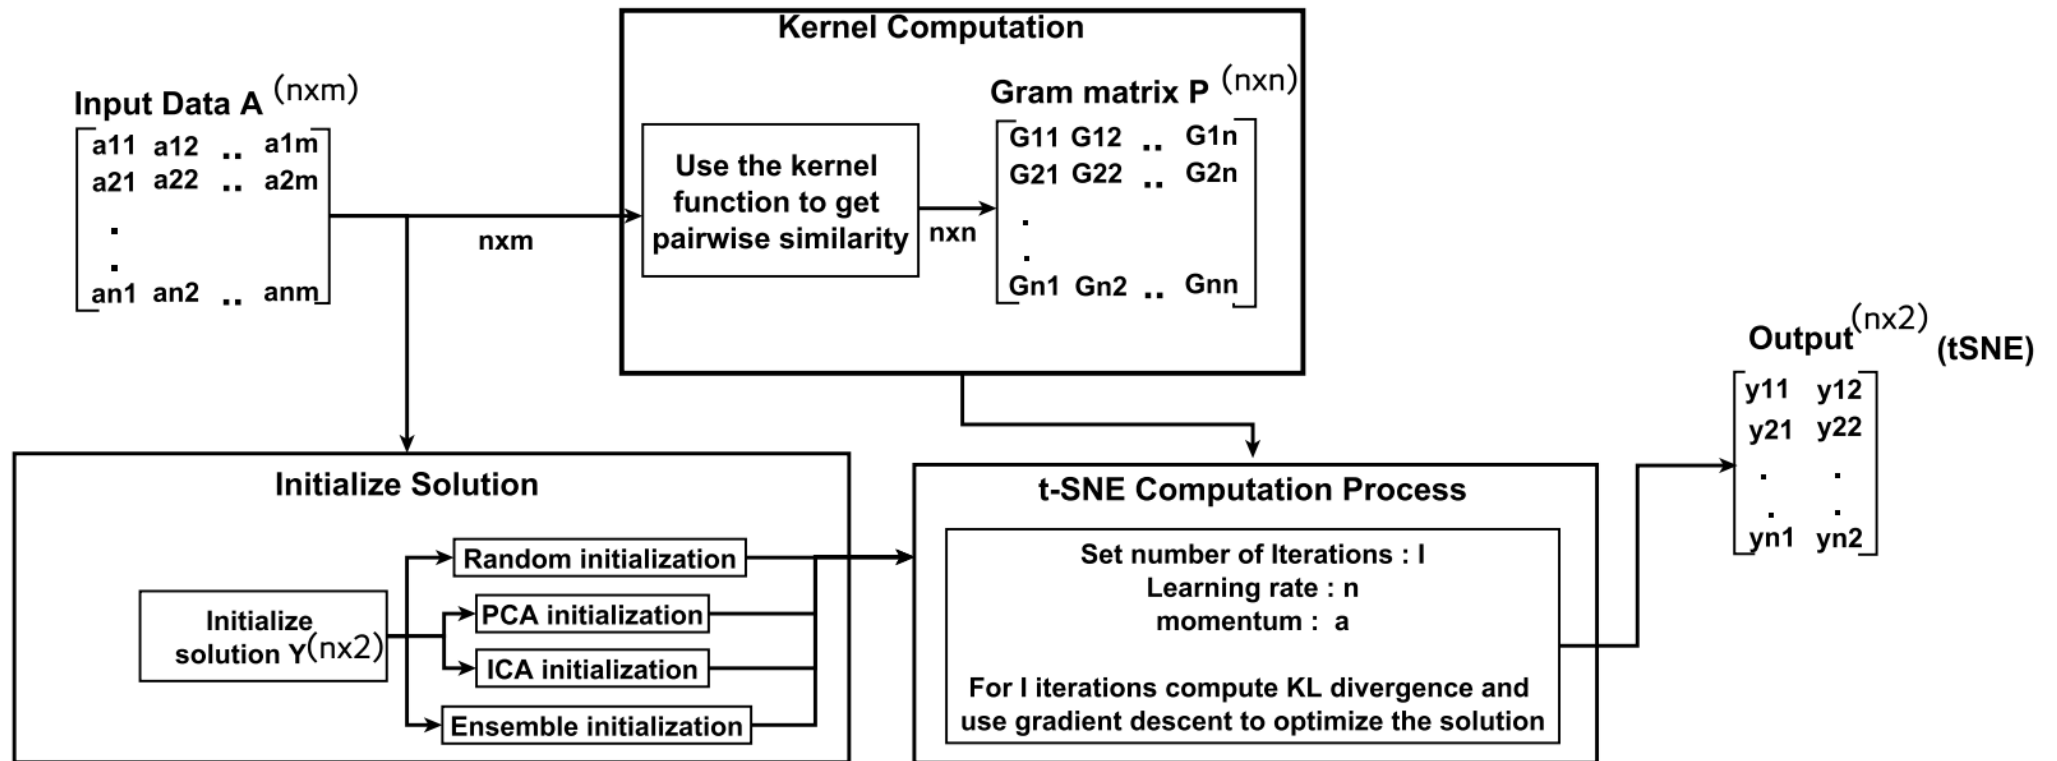 Kernel Computation
Input Data A (nxm)
a11 a12 .. a1m
a21 a22 .. a2m
.
.
an1 an2 .. anm
nxm
Use the kernel
function to get
pairwise similarity
nxn
Gram matrix P (nxn)
G11 G12 .. G1n
G21 G22 .. G2n
.
.
Gn1 Gn2 .. Gnn
Initialize Solution
Initialize
solution Y(nx2)
Random initialization
PCA initialization
ICA initialization
Ensemble initialization
t-SNE Computation Process
Set number of Iterations : I
Learning rate : n
momentum : a
For I iterations compute KL divergence and
use gradient descent to optimize the solution
Output (nx2) (tSNE)
y11 y12
y21 y22
. .
. .
yn1 yn2